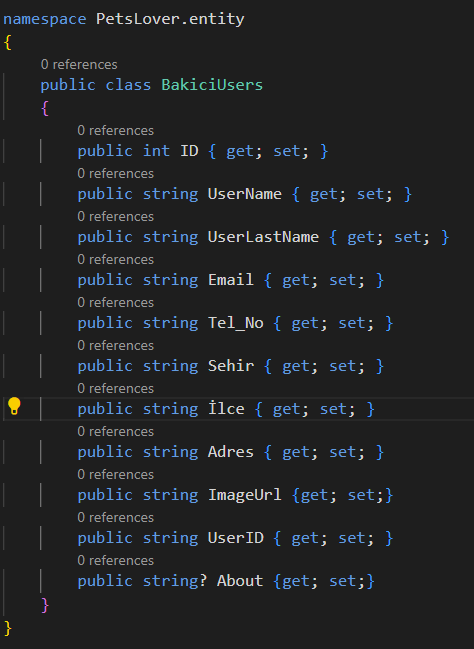 namespace PetsLover.entity
{
0 references
public class BakiciUsers
{
0 references
public int ID { get; set; }
0 references
public string UserName { get; set; }
0 references
public string UserLastName { get; set; }
0 references
public string Email { get; set; }
0 references
public string Tel_No { get; set; }
0 references
public string Sehir { get; set; }
0 references
public string İlce { get; set; }
0 references
public string Adres { get; set; }
0 references
public string ImageUrl {get; set;}
0 references
public string UserID { get; set; }
0 references
public string? About {get; set;}
}
}